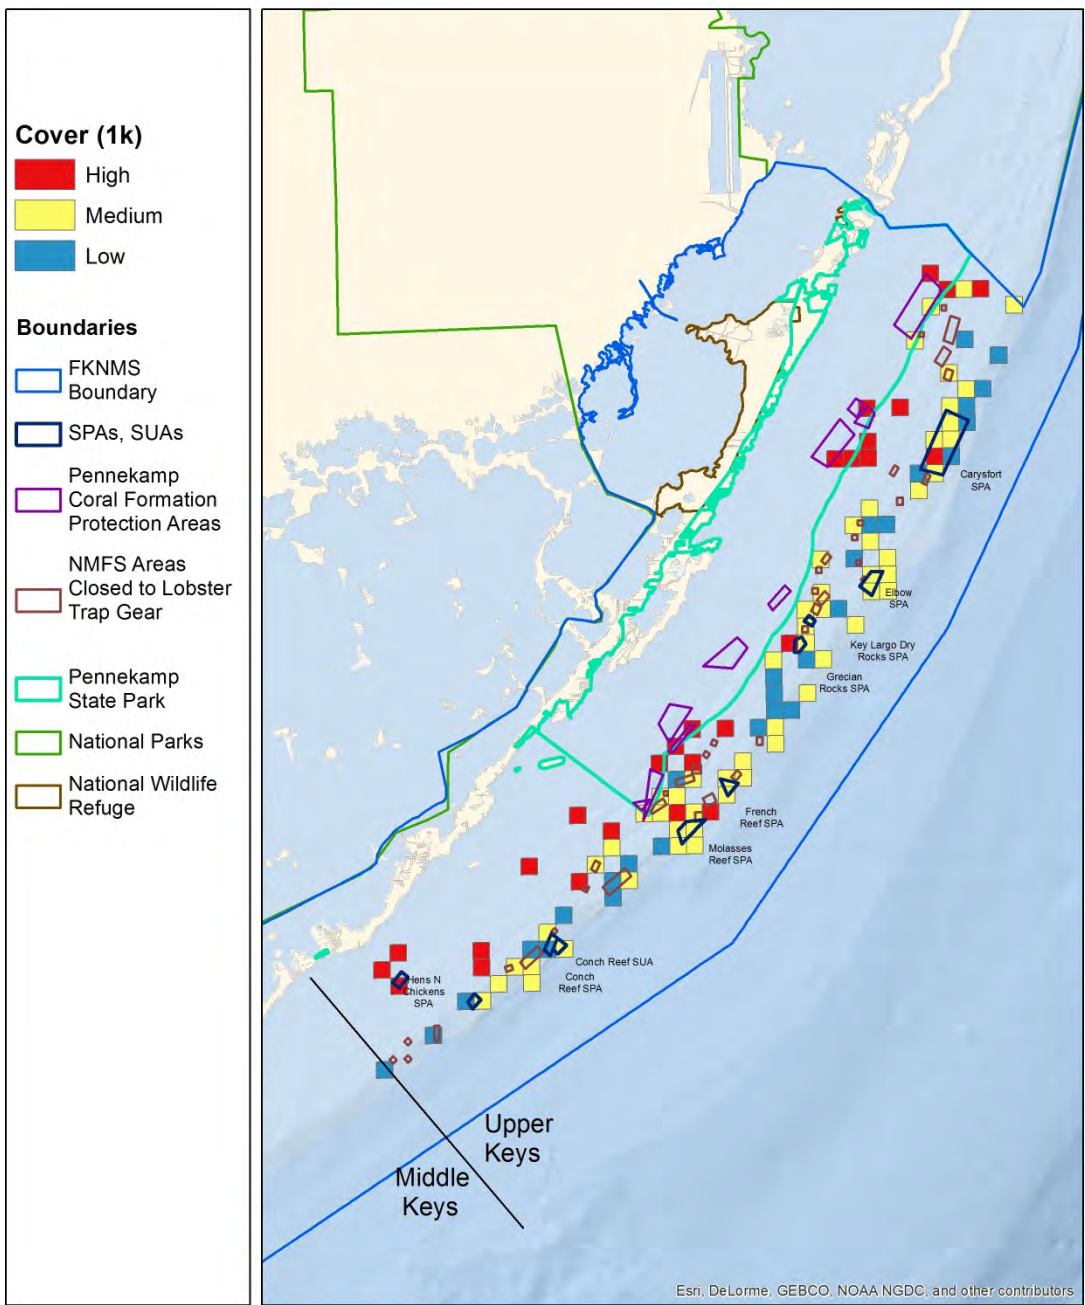 Cover (1k)
High
Medium
Low
Boundaries
FKNMS
Boundary
SPAs, SUAs
Pennekamp
Coral Formation
Protection Areas
NMFS Areas
Closed to Lobster
Trap Gear
Pennekamp
State Park
National Parks
National Wildlife
Refuge
Carysfort
SPA
Elbow
SPA
Key Largo Dry
Rocks SPA
Grecian
Rocks SPA
French
Reef SPA
Molasses
Reef SPA
Conch Reef SUA
Conch
Reef SPA
Hens N
Chickens
SPA
Upper
Keys
Middle
Keys
Esri, DeLorme, GEBCO, NOAA NGDC, and other contributors